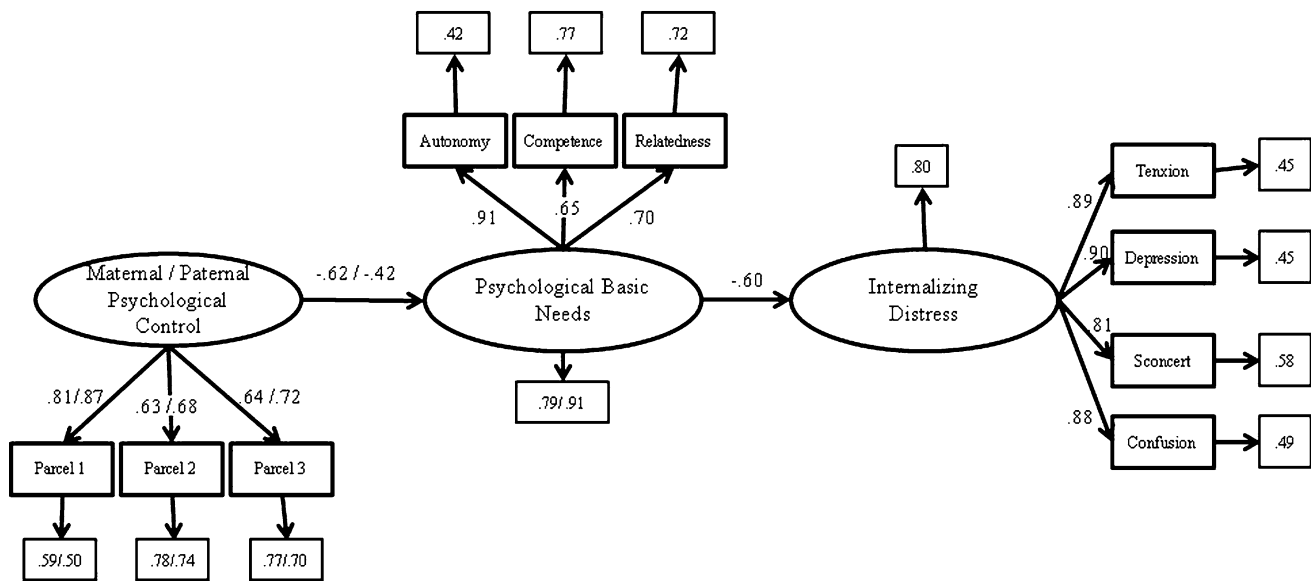 .42
.77
.72
Autonomy
Competence
Relatedness
.91
.65
.70
.80
Tenxion
.45
.89
Maternal / Paternal
Psychological
Control
-.62 / -.42
Psychological Basic
Needs
-.60
Internalizing
Distress
.90
Depression
.45
.81
Sconcert
.58
.79/.91
.88
Confusion
.49
.81/.87
.63 /.68
.64 /.72
Parcel 1
Parcel 2
Parcel 3
.59/.50
.78/.74
.77/.70